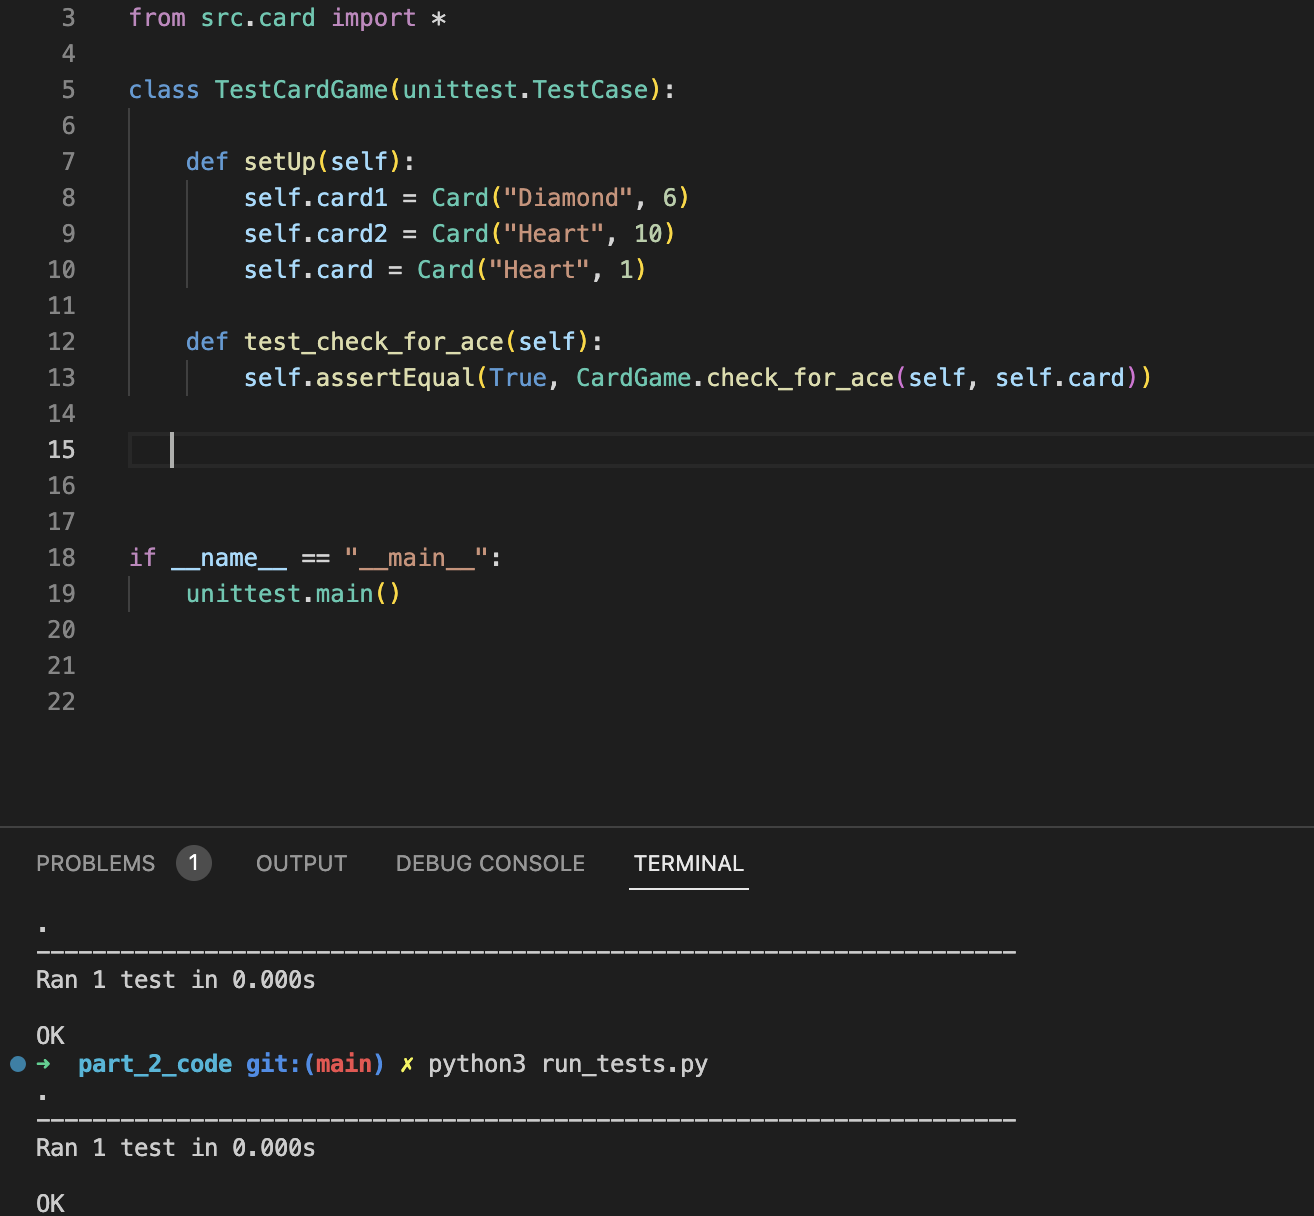 3 from src.card import *
4
5 class TestCardGame(unittest.TestCase):
6
7 def setUp(self):
8 self.card1 = Card("Diamond", 6)
9 self.card2 = Card("Heart", 10)
10 self.card = Card("Heart", 1)
11
12 def test_check_for_ace(self):
13 self.assertEqual(True, CardGame.check_for_ace(self, self.card))
14
15
16
17
18 if __name__ == "__main__":
19 unittest.main()
20
21
22
PROBLEMS 1 OUTPUT DEBUG CONSOLE TERMINAL
.
----------------------------------------------------------------------
Ran 1 test in 0.000s
OK
➜ part_2_code git:(main) ✗ python3 run_tests.py
.
----------------------------------------------------------------------
Ran 1 test in 0.000s
OK